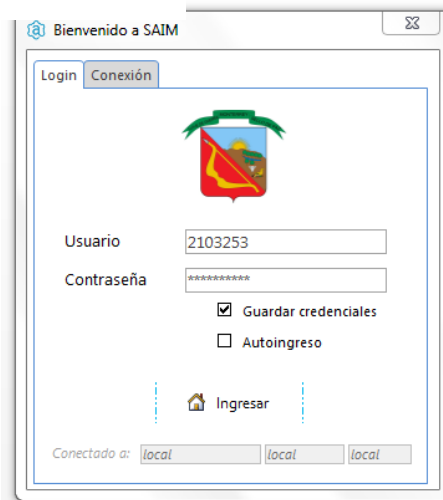 Bienvenido a SAIM
Login Conexión
Usuario 2103253
Contraseña **********
Guardar credenciales
Autoingreso
Ingresar
Conectado a: local local local